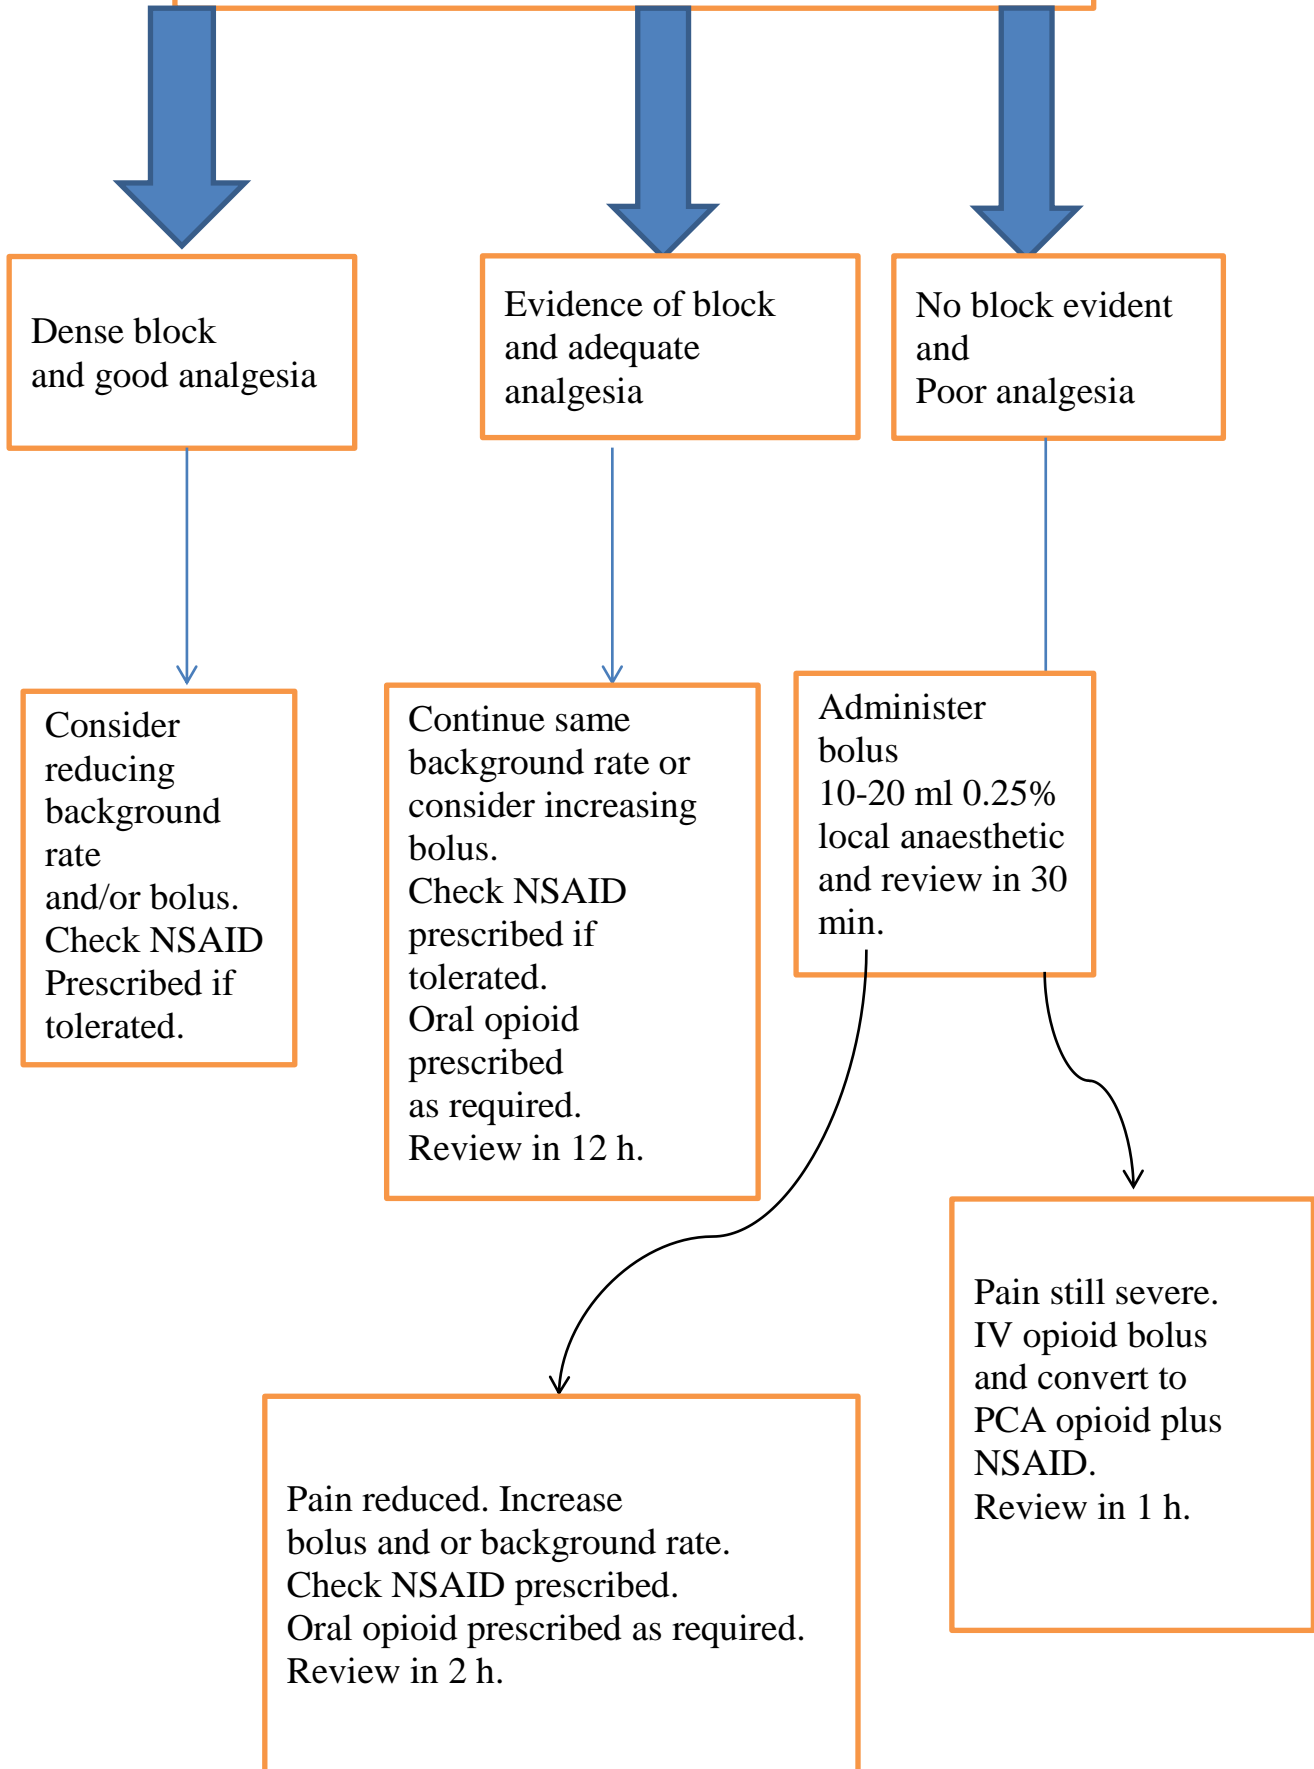 Dense block
and good analgesia
Evidence of block
and adequate
analgesia
No block evident
and
Poor analgesia
Consider
reducing
background
rate
and/or bolus.
Check NSAID
Prescribed if
tolerated.
Continue same
background rate or
consider increasing
bolus.
Check NSAID
prescribed if
tolerated.
Oral opioid
prescribed
as required.
Review in 12 h.
Administer
bolus
10-20 ml 0.25%
local anaesthetic
and review in 30
min.
Pain still severe.
IV opioid bolus
and convert to
PCA opioid plus
NSAID.
Review in 1 h.
Pain reduced. Increase
bolus and or background rate.
Check NSAID prescribed.
Oral opioid prescribed as required.
Review in 2 h.